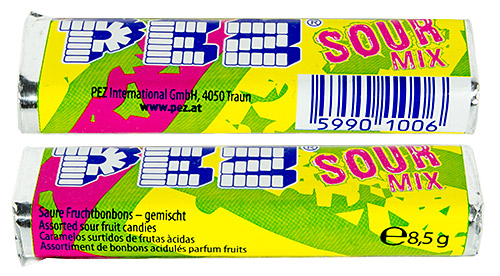 PEZ® SOUR MIX
PEZ International GmbH, 4050 Traun
www.pez.at
5990 1006
PEZ SOUR MIX
Saure Fruchtbonbons – gemischt
Assorted sour fruit candies
Caramelos surtidos de frutas àcidas
Assortiment de bonbons acidulés parfum fruits
℮8,5 g